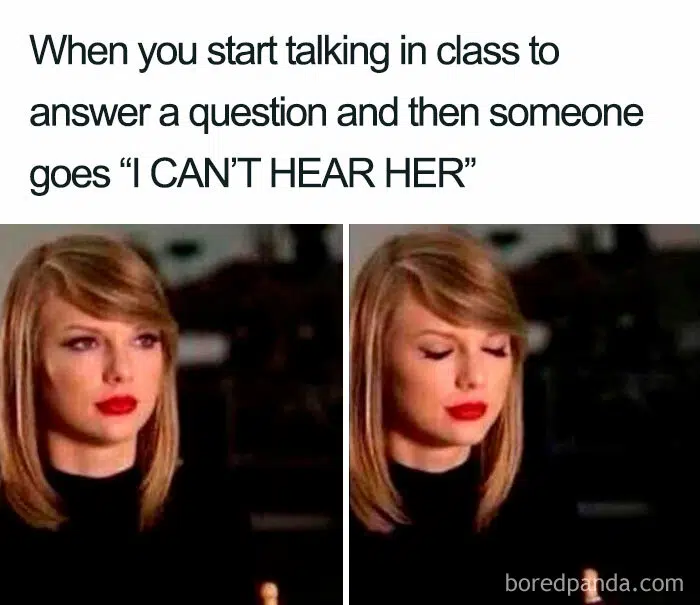 When you start talking in class to
answer a question and then someone
goes “I CAN’T HEAR HER”
boredpanda.com